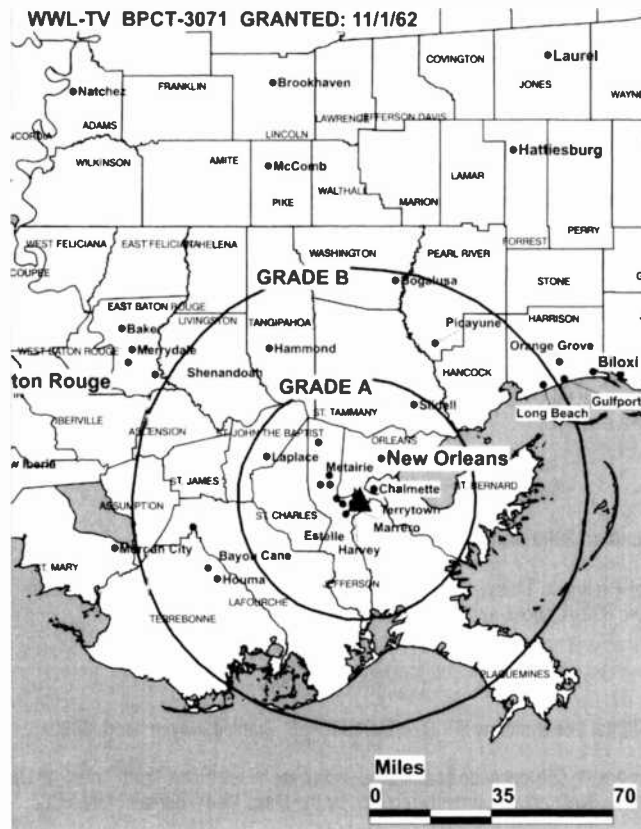 WWL-TV BPCT-3071 GRANTED: 11/1/62
COVINGTON
Laurel
FRANKLIN
Brookhaven
JONES
Natchez
WAYNE
LAWRENCE
JEFFERSON DAVIS
ADAMS
LINCOLN
Hattiesburg
WILKINSON
AMITE
McComb
LAMAR
WALTHALL
MARION
PIKE
PERRY
WEST FELICIANA
EAST FELICIANA
HELENA
WASHINGTON
PEARL RIVER
FORREST
COUPEE
GRADE B
Bogalusa
STONE
EAST BATON ROUGE
LIVINGSTON
TANGIPAHOA
Picayune
HARRISON
Baker
WEST BATON ROUGE
Merrydale
Hammond
Orange Grove
Biloxi
ton Rouge
Shenandoah
GRADE A
HANCOCK
Gulfport
IBERVILLE
ST. TAMMANY
Slidell
Long Beach
ASCENSION
ST JOHN THE BAPTIST
ORLEANS
w Iberia
Laplace
Metairie
New Orleans
ST. JAMES
Chalmette
ST. BERNARD
ASSUMPTION
ST. CHARLES
Terrytown
Marrero
Estelle
Harvey
Morgan City
Bayou Cane
ST. MARY
Houma
JEFFERSON
LAFOURCHE
TERREBONNE
PLAQUEMINES
Miles
0 35 70